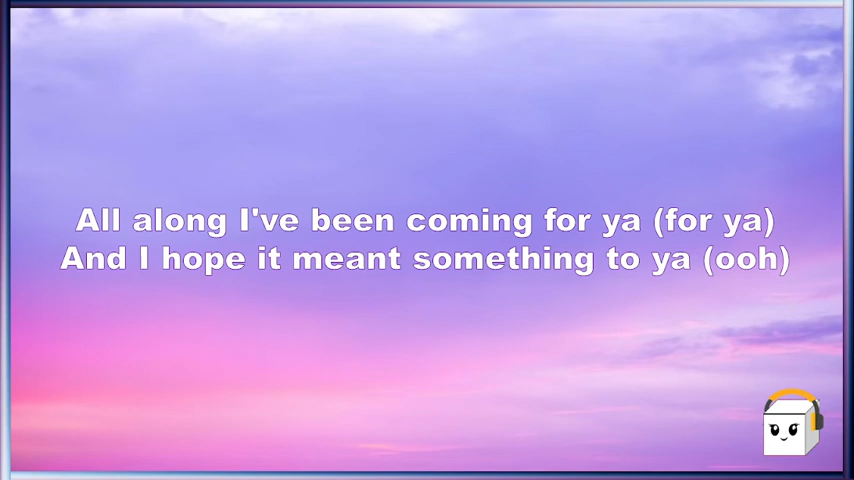 All along I've been coming for ya (for ya)
And I hope it meant something to ya (ooh)